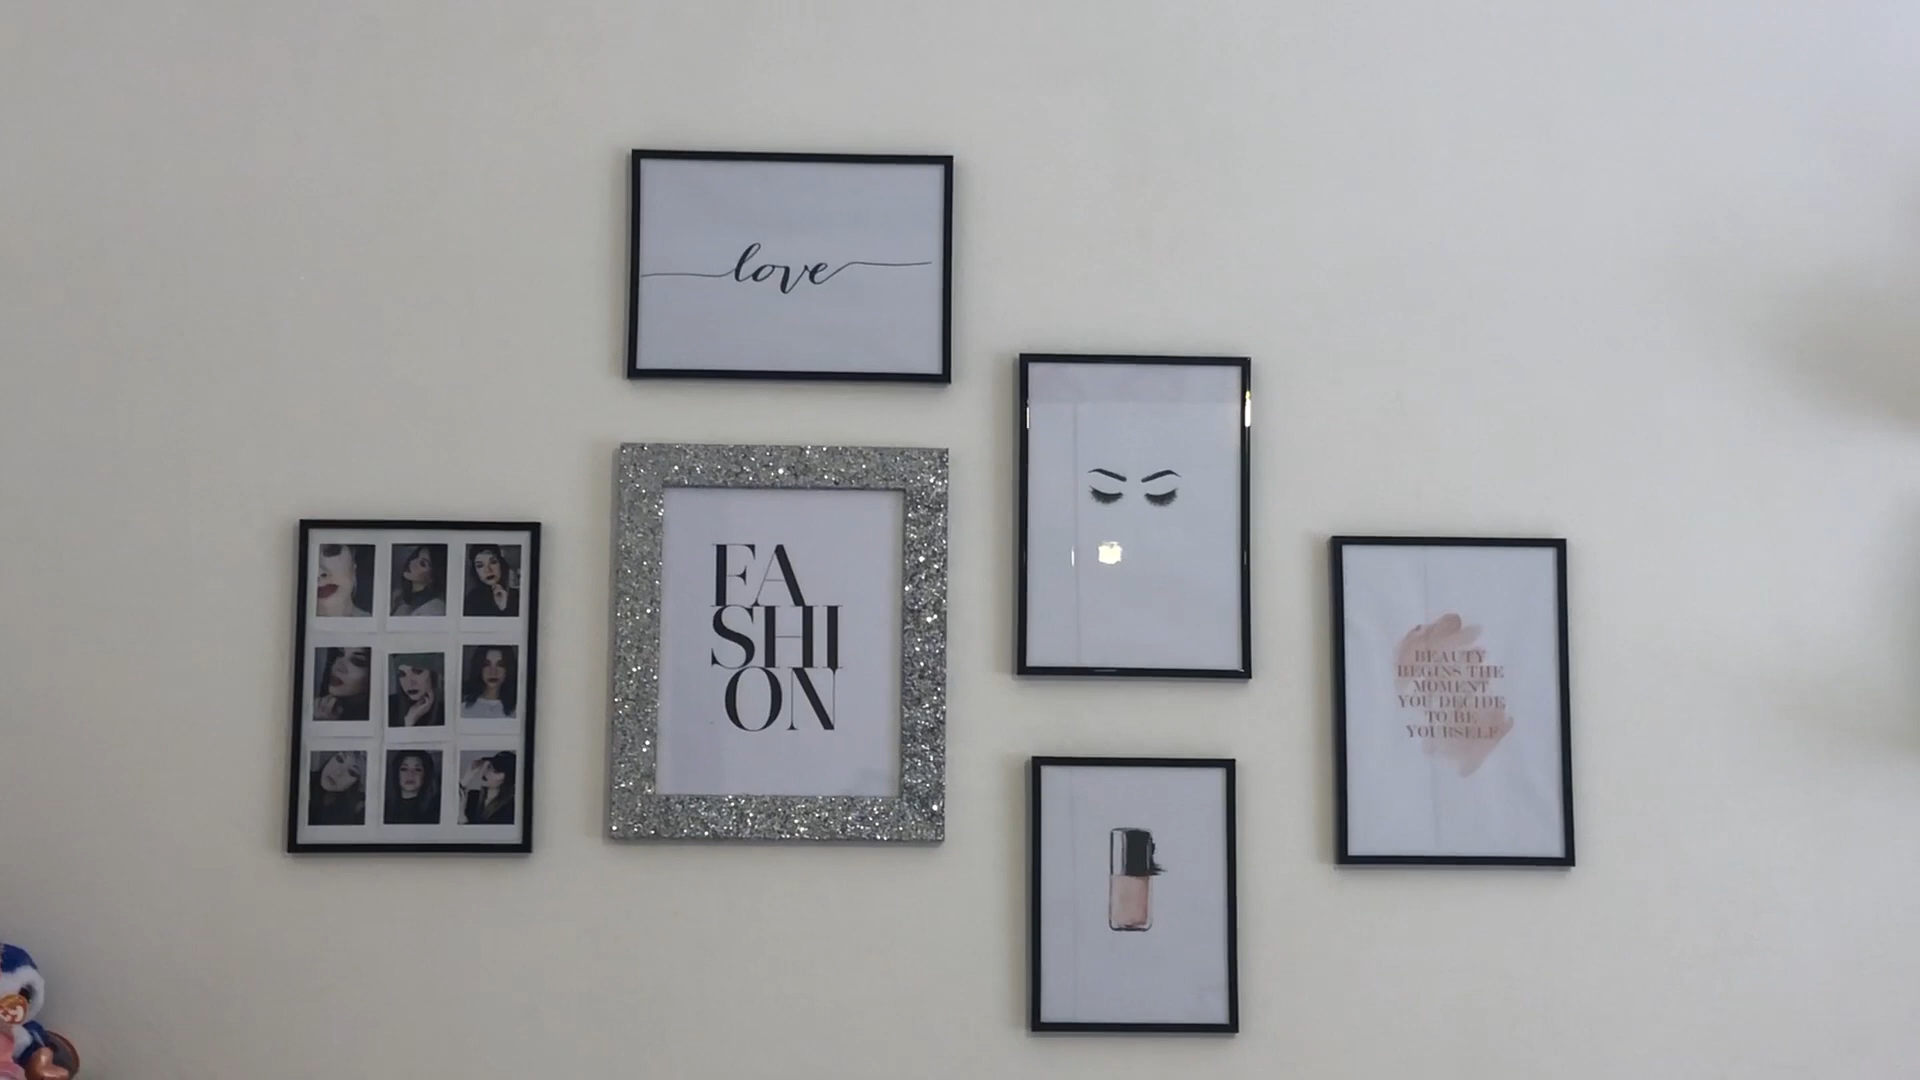 love
FA
SHI
ON
BEAUTY
BEGINS THE
MOMENT
YOU DECIDE
TO BE
YOURSELF